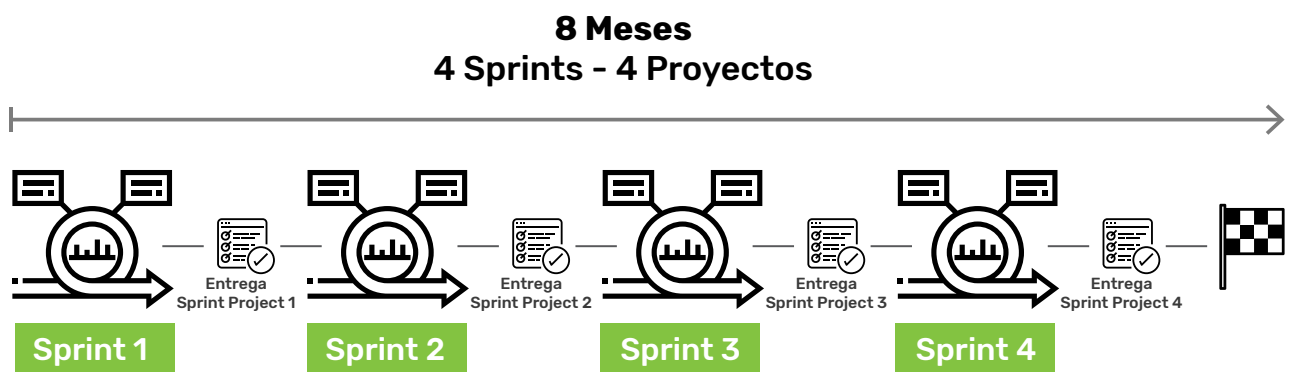 8 Meses
4 Sprints - 4 Proyectos
Entrega
Sprint Project 1
Entrega
Sprint Project 2
Entrega
Sprint Project 3
Entrega
Sprint Project 4
Sprint 1
Sprint 2
Sprint 3
Sprint 4